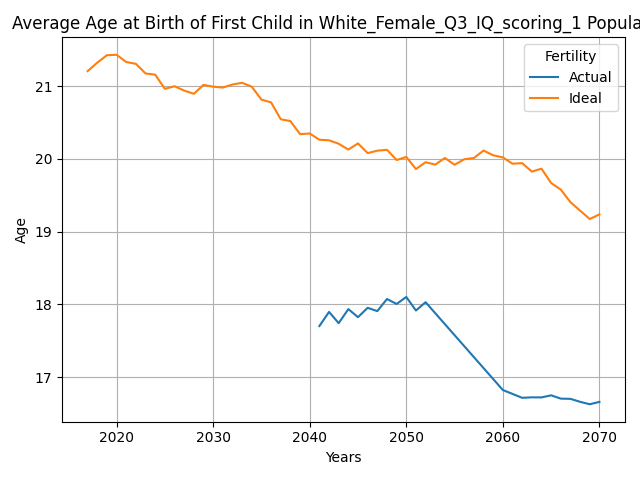 Average Age at Birth of First Child in White_Female_Q3_IQ_scoring_1 Popula
Fertility
Actual
Ideal
21
20
19
18
17
Age
2020 2030 2040 2050 2060 2070
Years